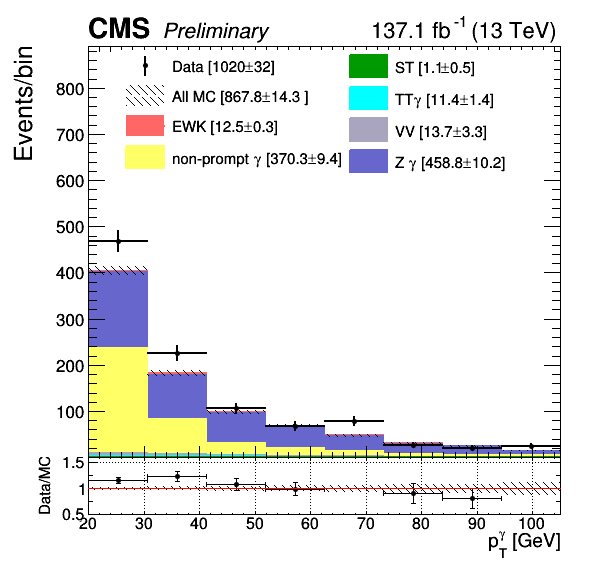 CMS Preliminary 137.1 fb⁻¹ (13 TeV)
Events/bin
Data [1020±32]
All MC [867.8±14.3 ]
EWK [12.5±0.3]
non-prompt γ [370.3±9.4]
ST [1.1±0.5]
TTγ [11.4±1.4]
VV [13.7±3.3]
Z γ [458.8±10.2]
800
700
600
500
400
300
200
100
Data/MC
1.5
1
0.5
20 30 40 50 60 70 80 90 100
p_T^γ [GeV]